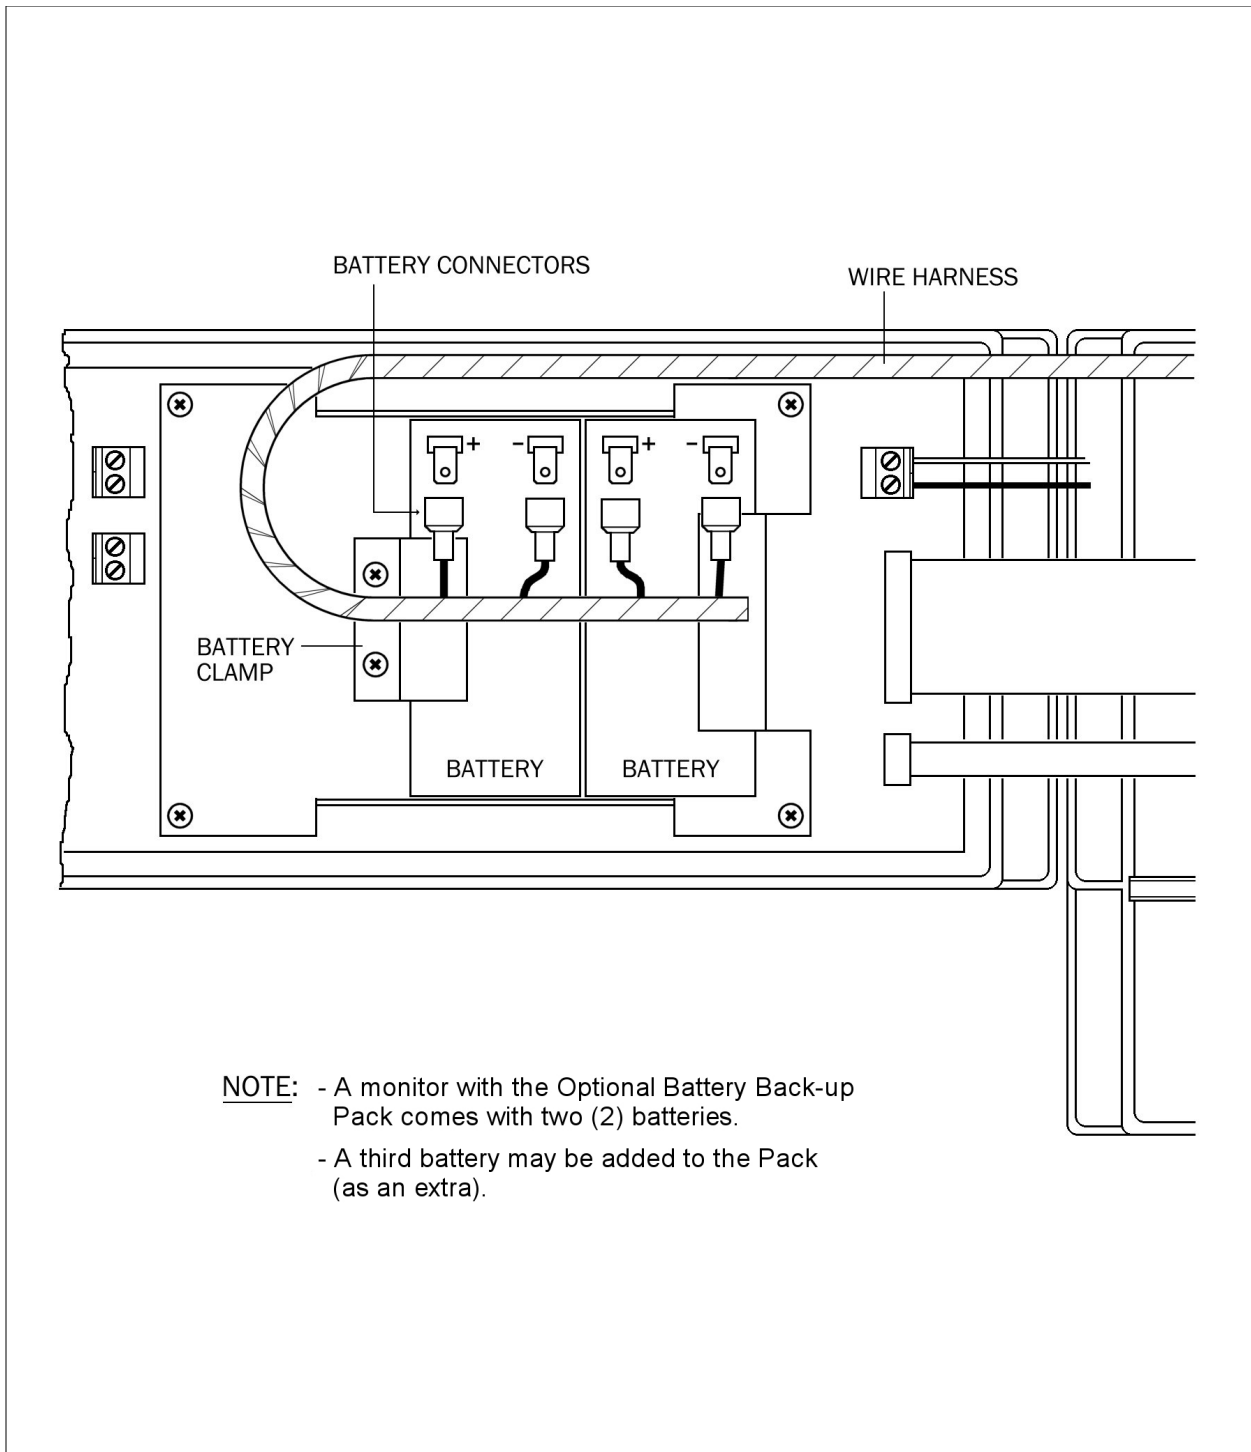 BATTERY CONNECTORS
WIRE HARNESS
+ - + -
BATTERY
CLAMP
BATTERY BATTERY
NOTE: - A monitor with the Optional Battery Back-up
Pack comes with two (2) batteries.
- A third battery may be added to the Pack
(as an extra).